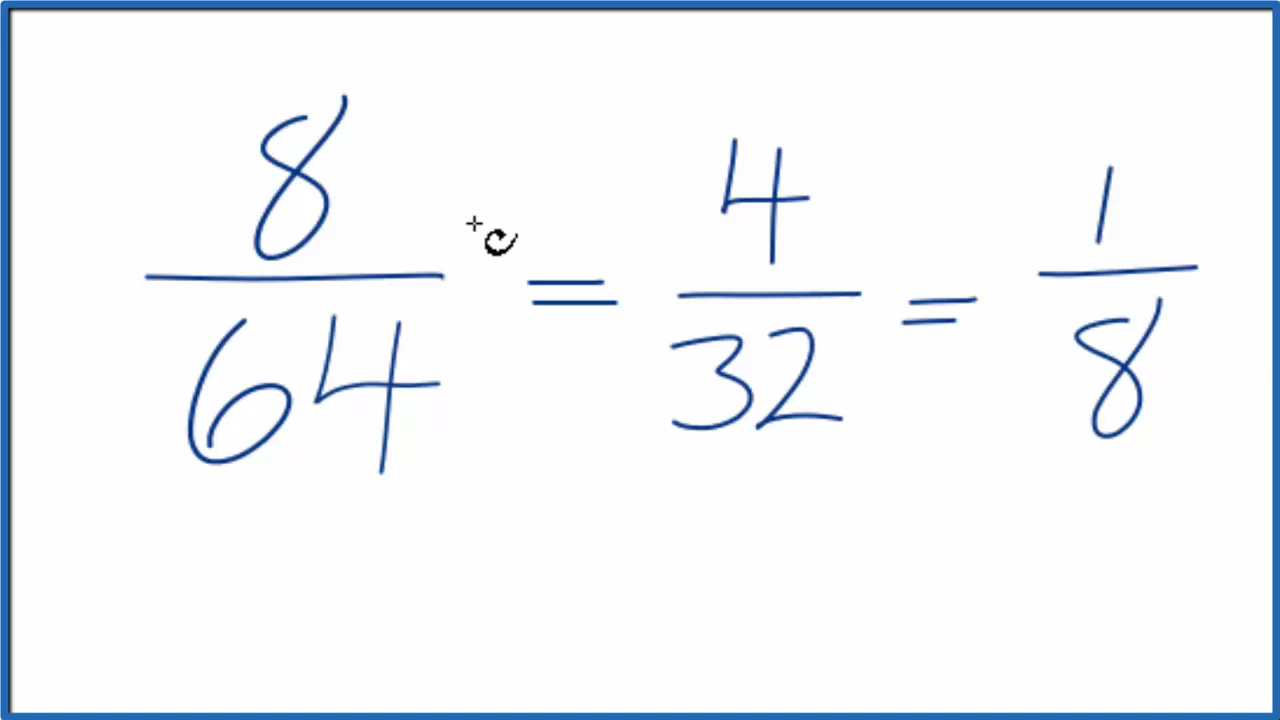 8/64 = 4/32 = 1/8